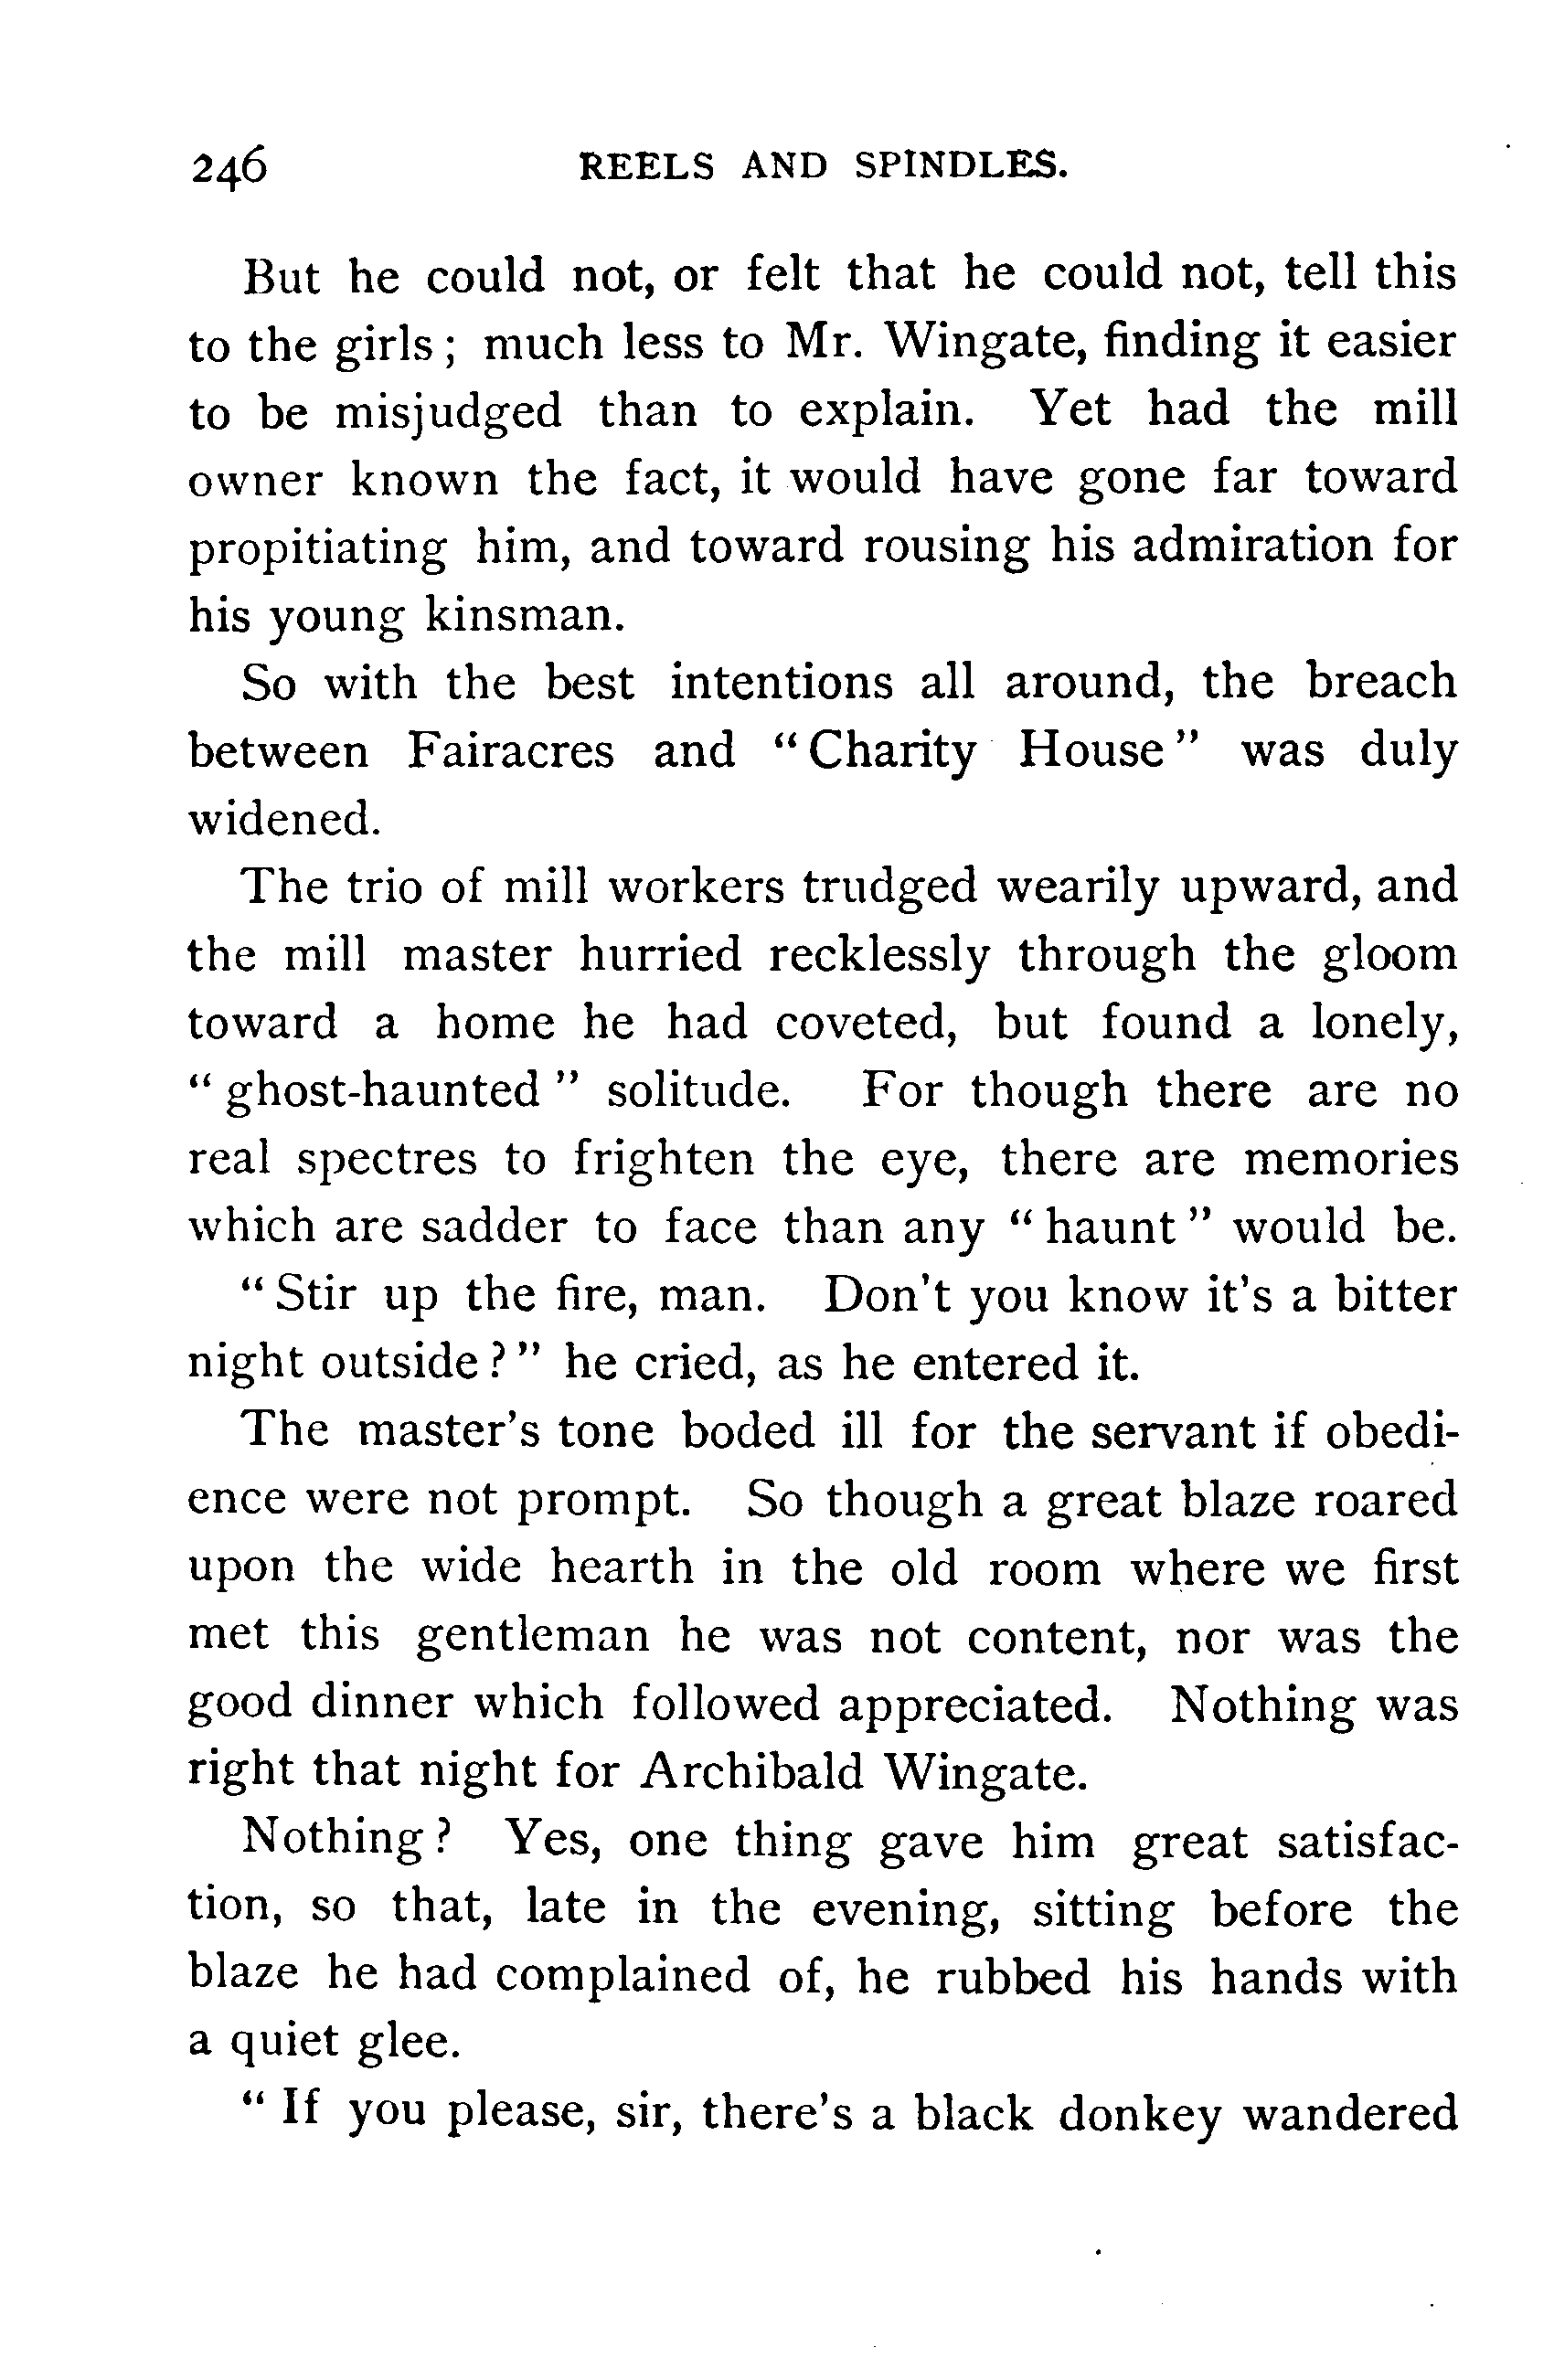 246 REELS AND SPINDLES.
But he could not, or felt that he could not, tell this
to the girls; much less to Mr. Wingate, finding it easier
to be misjudged than to explain. Yet had the mill
owner known the fact, it would have gone far toward
propitiating him, and toward rousing his admiration for
his young kinsman.
So with the best intentions all around, the breach
between Fairacres and “Charity House” was duly
widened.
The trio of mill workers trudged wearily upward, and
the mill master hurried recklessly through the gloom
toward a home he had coveted, but found a lonely,
“ghost-haunted” solitude. For though there are no
real spectres to frighten the eye, there are memories
which are sadder to face than any “haunt” would be.
“Stir up the fire, man. Don’t you know it’s a bitter
night outside?” he cried, as he entered it.
The master’s tone boded ill for the servant if obedi-
ence were not prompt. So though a great blaze roared
upon the wide hearth in the old room where we first
met this gentleman he was not content, nor was the
good dinner which followed appreciated. Nothing was
right that night for Archibald Wingate.
Nothing? Yes, one thing gave him great satisfac-
tion, so that, late in the evening, sitting before the
blaze he had complained of, he rubbed his hands with
a quiet glee.
“If you please, sir, there’s a black donkey wandered